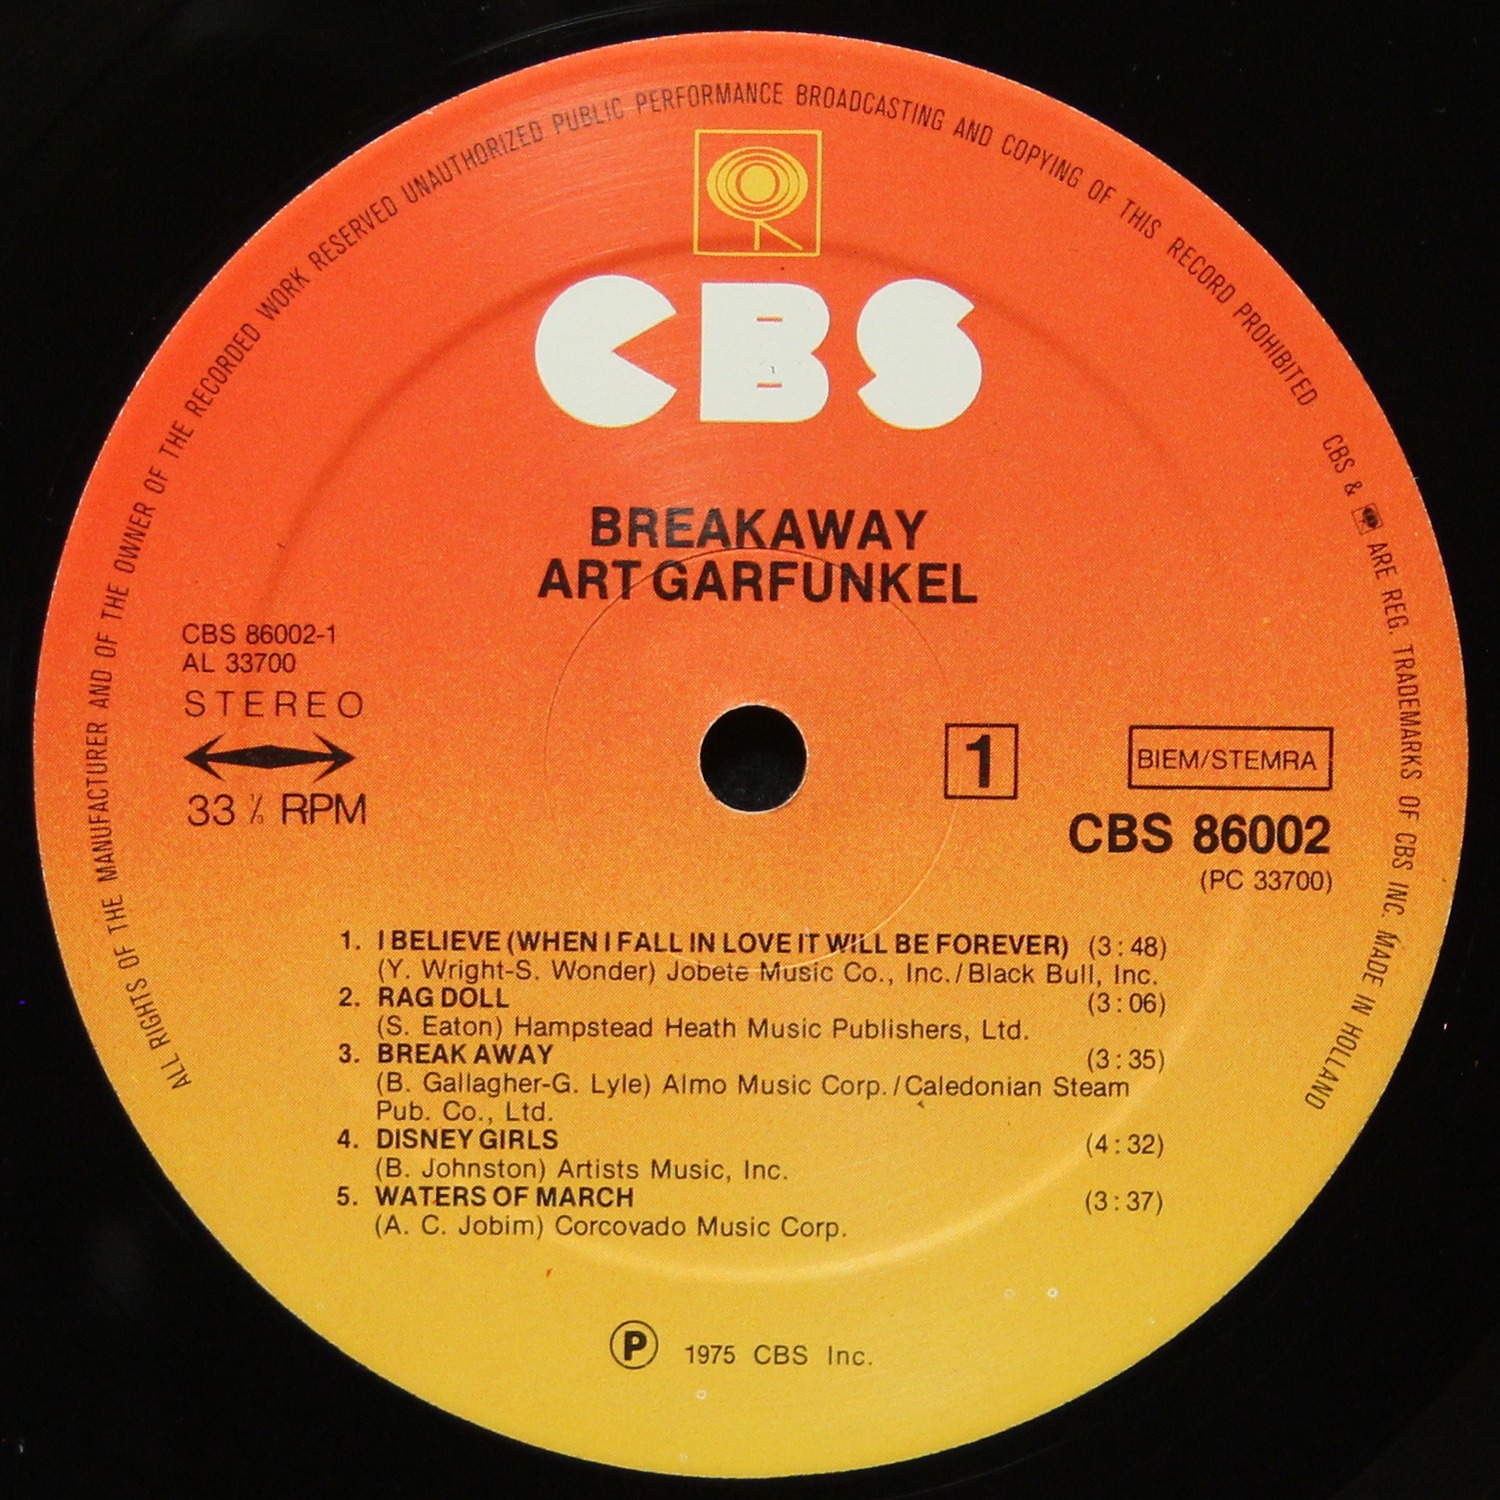 ALL RIGHTS OF THE MANUFACTURER AND OF THE OWNER OF THE RECORDED WORK RESERVED UNAUTHORIZED PUBLIC PERFORMANCE BROADCASTING AND COPYING OF THIS RECORD PROHIBITED CBS & ARE REG. TRADEMARKS OF CBS INC. MADE IN HOLLAND
CBS
BREAKAWAY
ART GARFUNKEL
CBS 86002-1
AL 33700
STEREO
33 ⅓ RPM
1
BIEM/STEMRA
CBS 86002
(PC 33700)
1. I BELIEVE (WHEN I FALL IN LOVE IT WILL BE FOREVER) (3:48)
(Y. Wright-S. Wonder) Jobete Music Co., Inc./Black Bull, Inc.
2. RAG DOLL (3:06)
(S. Eaton) Hampstead Heath Music Publishers, Ltd.
3. BREAK AWAY (3:35)
(B. Gallagher-G. Lyle) Almo Music Corp./Caledonian Steam
Pub. Co., Ltd.
4. DISNEY GIRLS (4:32)
(B. Johnston) Artists Music, Inc.
5. WATERS OF MARCH (3:37)
(A. C. Jobim) Corcovado Music Corp.
℗ 1975 CBS Inc.